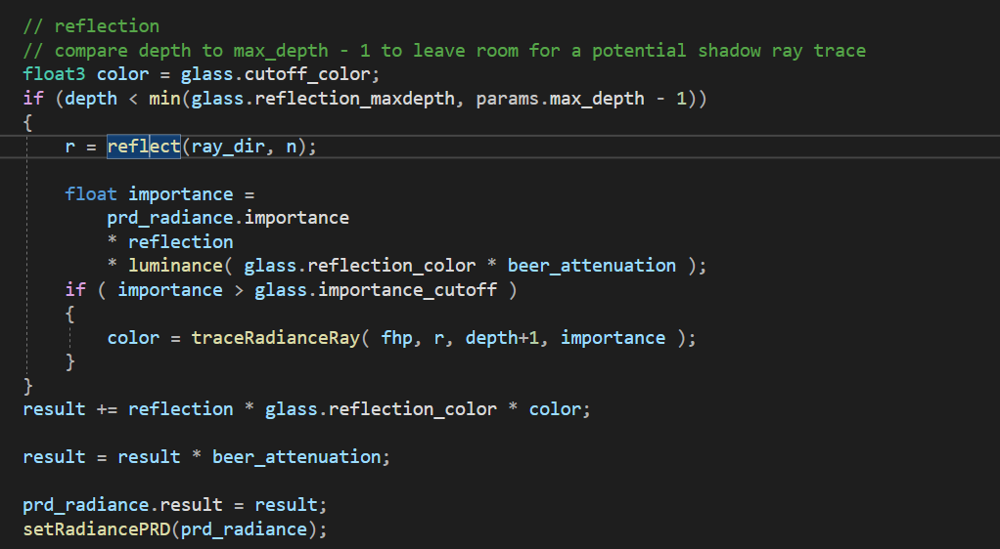 // reflection
// compare depth to max_depth - 1 to leave room for a potential shadow ray trace
float3 color = glass.cutoff_color;
if (depth < min(glass.reflection_maxdepth, params.max_depth - 1))
{
    r = reflect(ray_dir, n);

    float importance =
        prd_radiance.importance
        * reflection
        * luminance( glass.reflection_color * beer_attenuation );
    if ( importance > glass.importance_cutoff )
    {
        color = traceRadianceRay( fhp, r, depth+1, importance );
    }
}
result += reflection * glass.reflection_color * color;

result = result * beer_attenuation;

prd_radiance.result = result;
setRadiancePRD(prd_radiance);